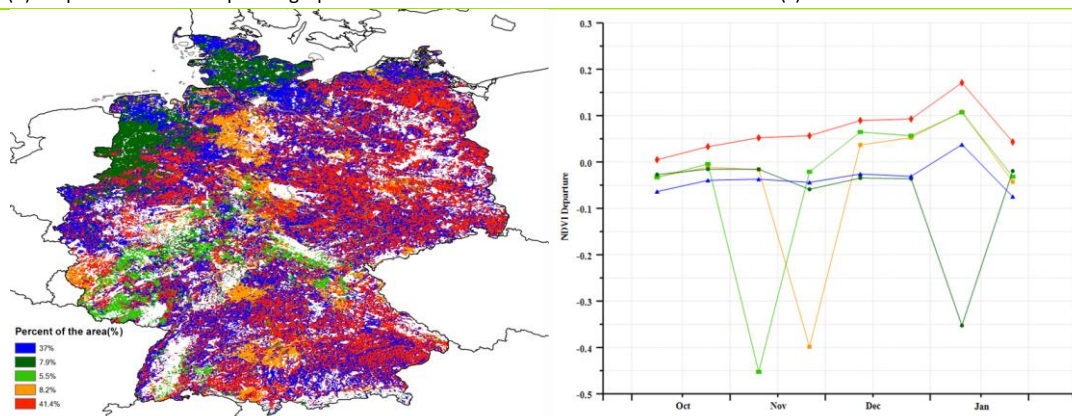 Percent of the area(%)
37%
7.9%
5.5%
8.2%
41.4%
NDVI Departure
0.3
0.2
0.1
0.0
-0.1
-0.2
-0.3
-0.4
-0.5
Oct
Nov
Dec
Jan